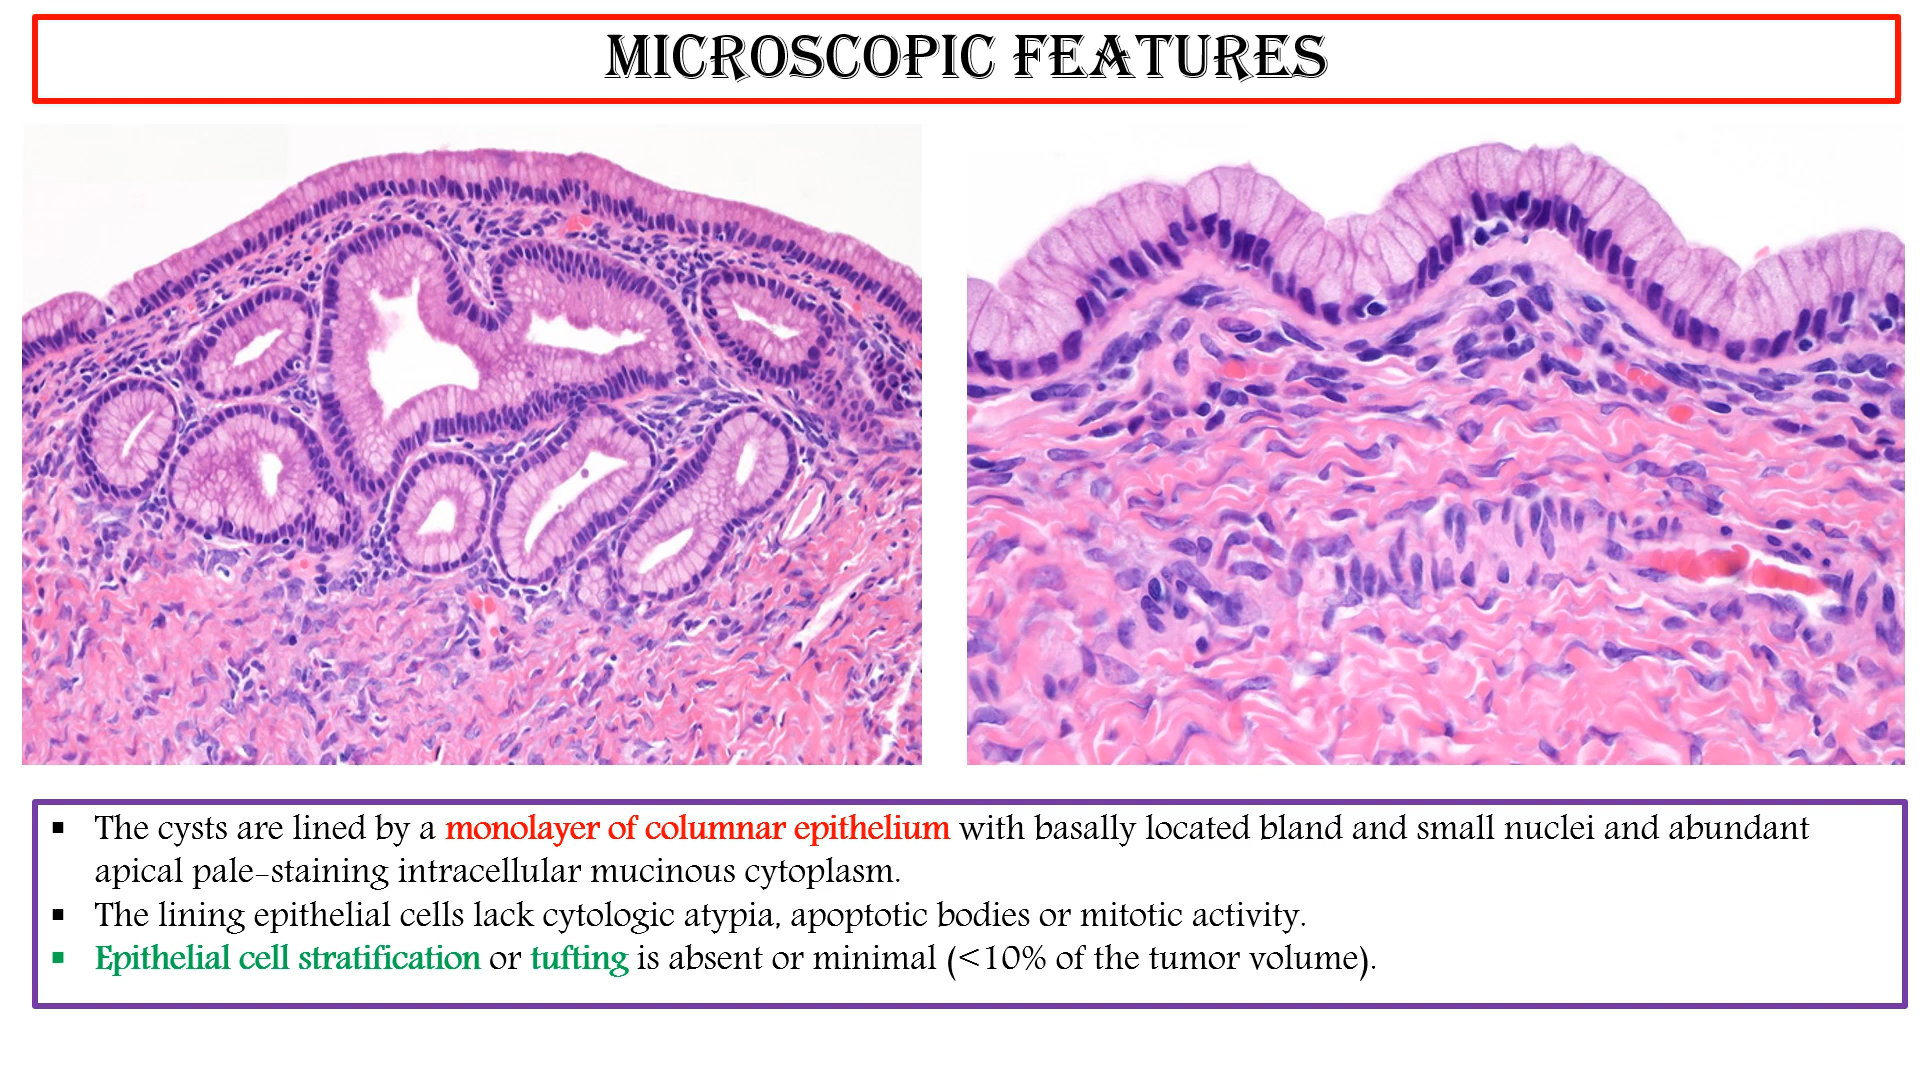 MICROSCOPIC FEATURES
▪ The cysts are lined by a monolayer of columnar epithelium with basally located bland and small nuclei and abundant
apical pale-staining intracellular mucinous cytoplasm.
▪ The lining epithelial cells lack cytologic atypia, apoptotic bodies or mitotic activity.
▪ Epithelial cell stratification or tufting is absent or minimal (<10% of the tumor volume).